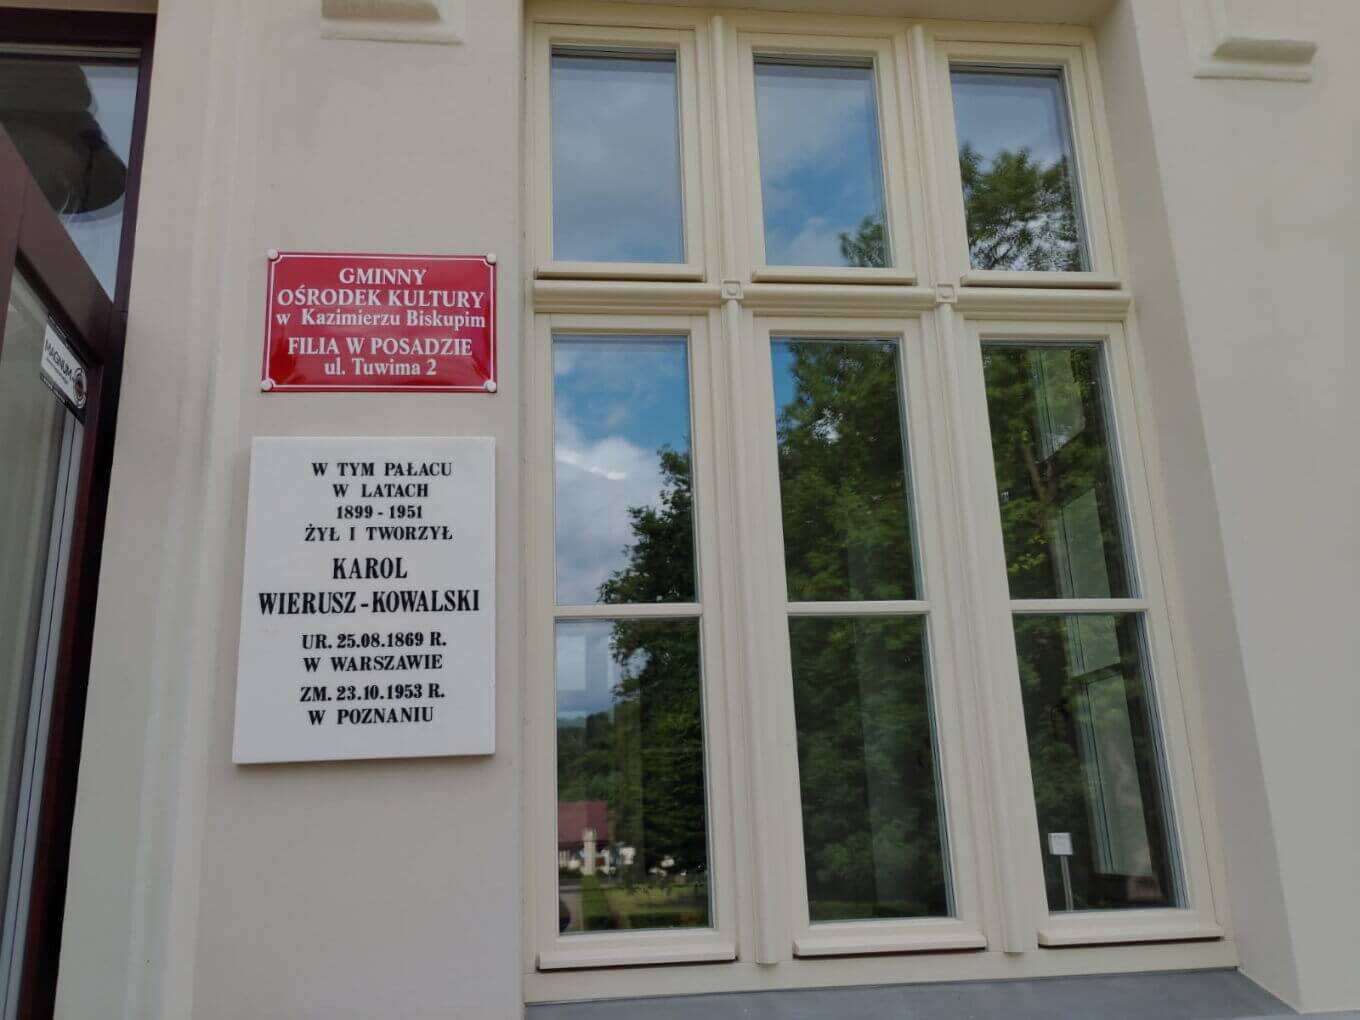 GMINNY
OŚRODEK KULTURY
w Kazimierzu Biskupim
FILIA W POSADZIE
ul. Tuwima 2
W TYM PAŁACU
W LATACH
1899 - 1951
ŻYŁ I TWORZYŁ
KAROL
WIERUSZ-KOWALSKI
UR. 25.08.1869 R.
W WARSZAWIE
ZM. 23.10.1953 R.
W POZNANIU
MAGNUM